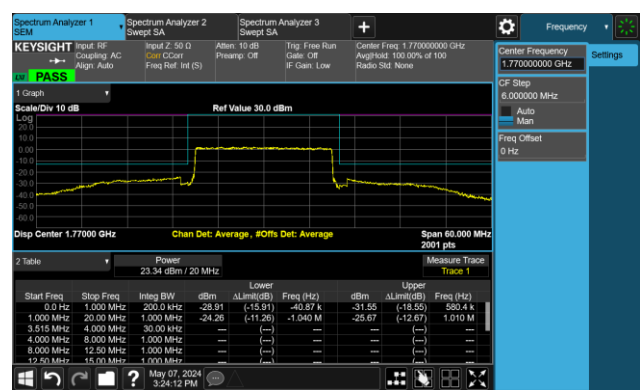 Spectrum Analyzer 1
SEM
Spectrum Analyzer 2
Swept SA
Spectrum Analyzer 3
Swept SA
Frequency
KEYSIGHT
Input: RF
Coupling: AC
Align: Auto
Input Z: 50 Ω
Corr CCorr
Freq Ref: Int (S)
Atten: 10 dB
Preamp: Off
Trig: Free Run
Gate: Off
IF Gain: Low
Center Freq: 1.770000000 GHz
Avg|Hold: 100.00% of 100
Radio Std: None
PASS
Center Frequency
1.770000000 GHz
Settings
CF Step
6.000000 MHz
Auto
Man
Freq Offset
0 Hz
1 Graph
Scale/Div 10 dB
Ref Value 30.0 dBm
Log
20.0
10.0
0.00
-10.0
-20.0
-30.0
-40.0
-50.0
-60.0
Disp Center 1.77000 GHz
Chan Det: Average, #Offs Det: Average
Span 60.000 MHz
2001 pts
2 Table
Power
23.34 dBm / 20 MHz
Measure Trace
Trace 1
Lower Upper
Start Freq Stop Freq Integ BW dBm ΔLimit(dB) Freq (Hz) dBm ΔLimit(dB) Freq (Hz)
0.0 Hz 1.000 MHz 200.0 kHz -28.91 (-15.91) -40.87 k -31.55 (-18.55) 580.4 k
1.000 MHz 20.00 MHz 1.000 MHz -24.26 (-11.26) -1.040 M -25.67 (-12.67) 1.010 M
3.515 MHz 4.000 MHz 30.00 kHz --- (---) --- --- (---) ---
4.000 MHz 8.000 MHz 1.000 MHz --- (---) --- --- (---) ---
8.000 MHz 12.50 MHz 1.000 MHz --- (---) --- --- (---) ---
12.50 MHz 15.00 MHz 1.000 MHz --- (---) --- --- (---) ---
May 07, 2024
3:24:12 PM